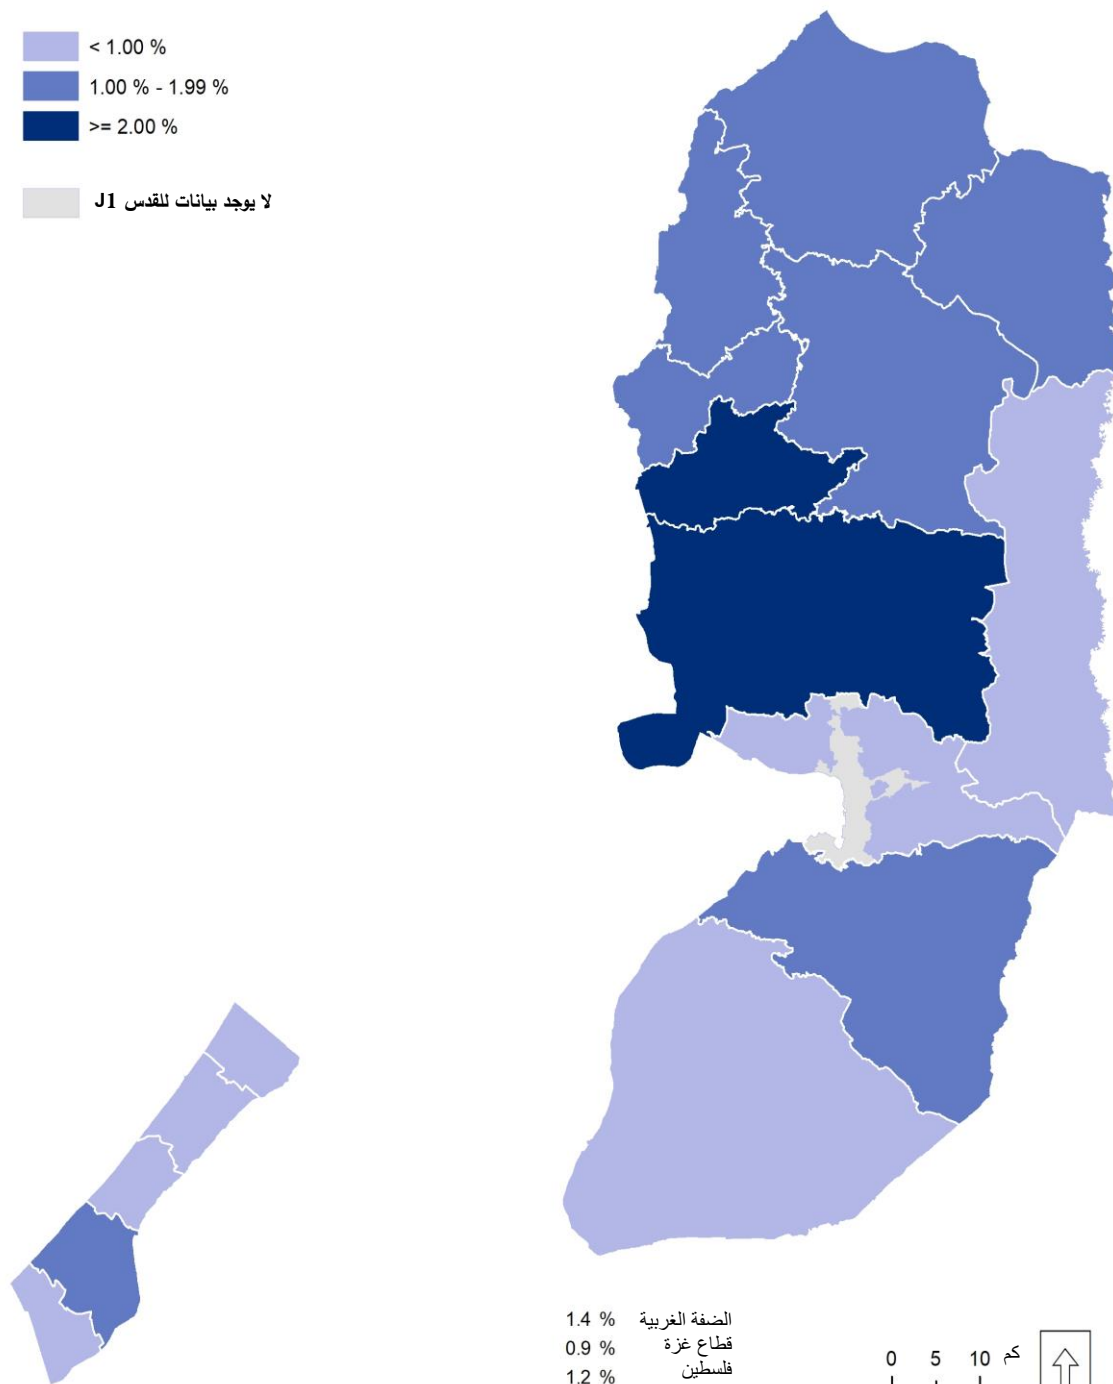 < 1.00 %
1.00 % - 1.99 %
>= 2.00 %
لا يوجد بيانات للقدس J1
الضفة الغربية 1.4 %
قطاع غزة 0.9 %
فلسطين 1.2 %
0 5 10 كم